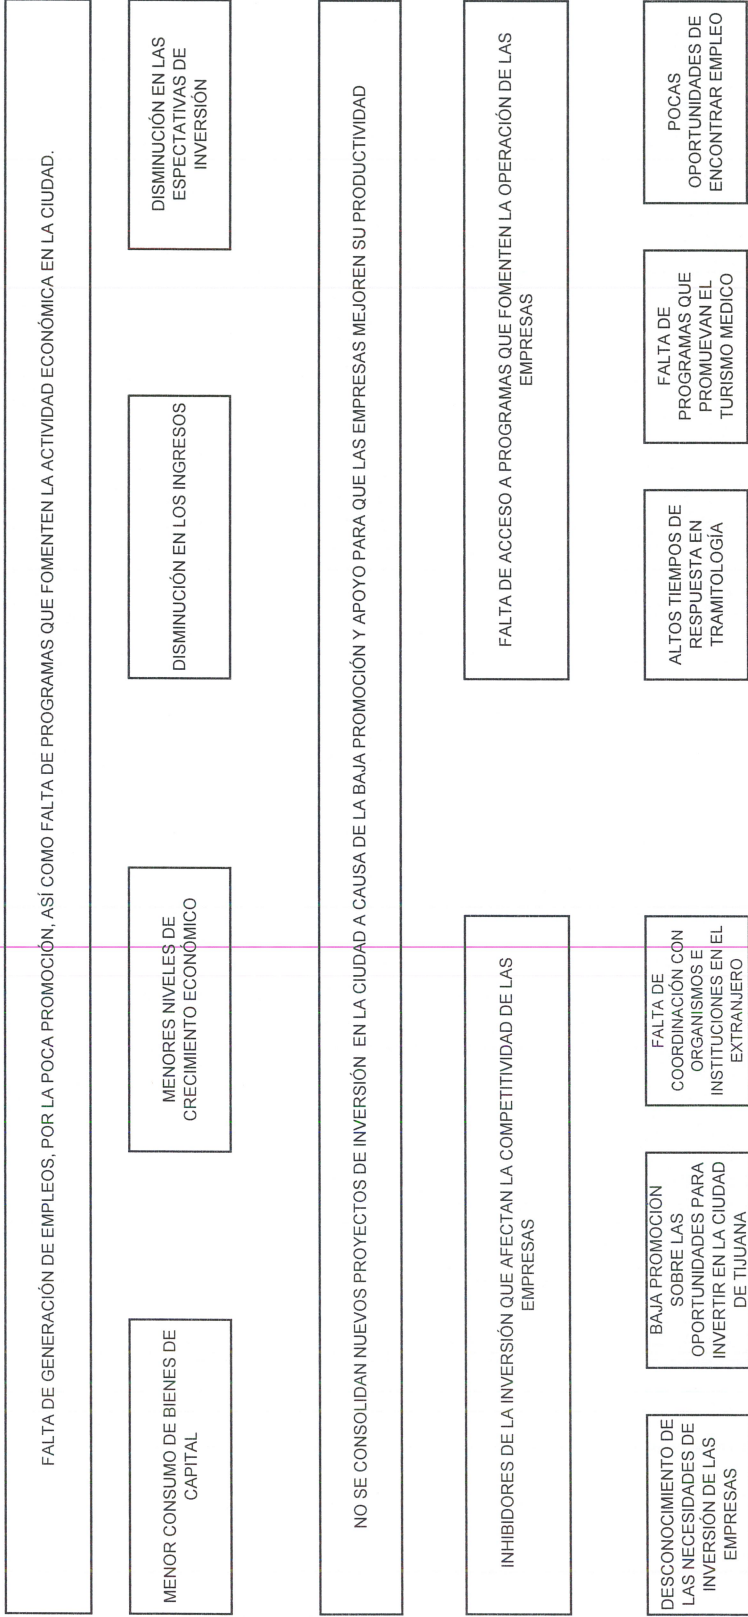 FALTA DE GENERACIÓN DE EMPLEOS, POR LA POCA PROMOCIÓN, ASÍ COMO FALTA DE PROGRAMAS QUE FOMENTEN LA ACTIVIDAD ECONÓMICA EN LA CIUDAD.
MENOR CONSUMO DE BIENES DE
CAPITAL
MENORES NIVELES DE
CRECIMIENTO ECONÓMICO
DISMINUCIÓN EN LOS INGRESOS
DISMINUCIÓN EN LAS
ESPECTATIVAS DE
INVERSIÓN
NO SE CONSOLIDAN NUEVOS PROYECTOS DE INVERSIÓN EN LA CIUDAD A CAUSA DE LA BAJA PROMOCIÓN Y APOYO PARA QUE LAS EMPRESAS MEJOREN SU PRODUCTIVIDAD
INHIBIDORES DE LA INVERSIÓN QUE AFECTAN LA COMPETITIVIDAD DE LAS
EMPRESAS
FALTA DE ACCESO A PROGRAMAS QUE FOMENTEN LA OPERACIÓN DE LAS
EMPRESAS
DESCONOCIMIENTO DE
LAS NECESIDADES DE
INVERSIÓN DE LAS
EMPRESAS
BAJA PROMOCIÓN
SOBRE LAS
OPORTUNIDADES PARA
INVERTIR EN LA CIUDAD
DE TIJUANA
FALTA DE
COORDINACIÓN CON
ORGANISMOS E
INSTITUCIONES EN EL
EXTRANJERO
ALTOS TIEMPOS DE
RESPUESTA EN
TRAMITOLOGÍA
FALTA DE
PROGRAMAS QUE
PROMUEVAN EL
TURISMO MEDICO
POCAS
OPORTUNIDADES DE
ENCONTRAR EMPLEO